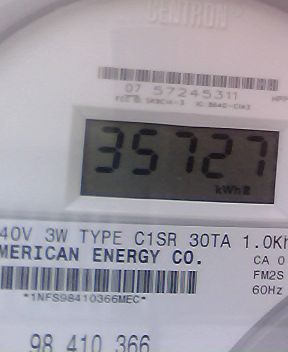 CENTRON
07 57245311
35727
kWh
40V 3W TYPE C1SR 30TA 1.0Kh
MERICAN ENERGY CO.
CA 0
FM2S
60Hz
*1NFS98410366MEC*
98 410 366